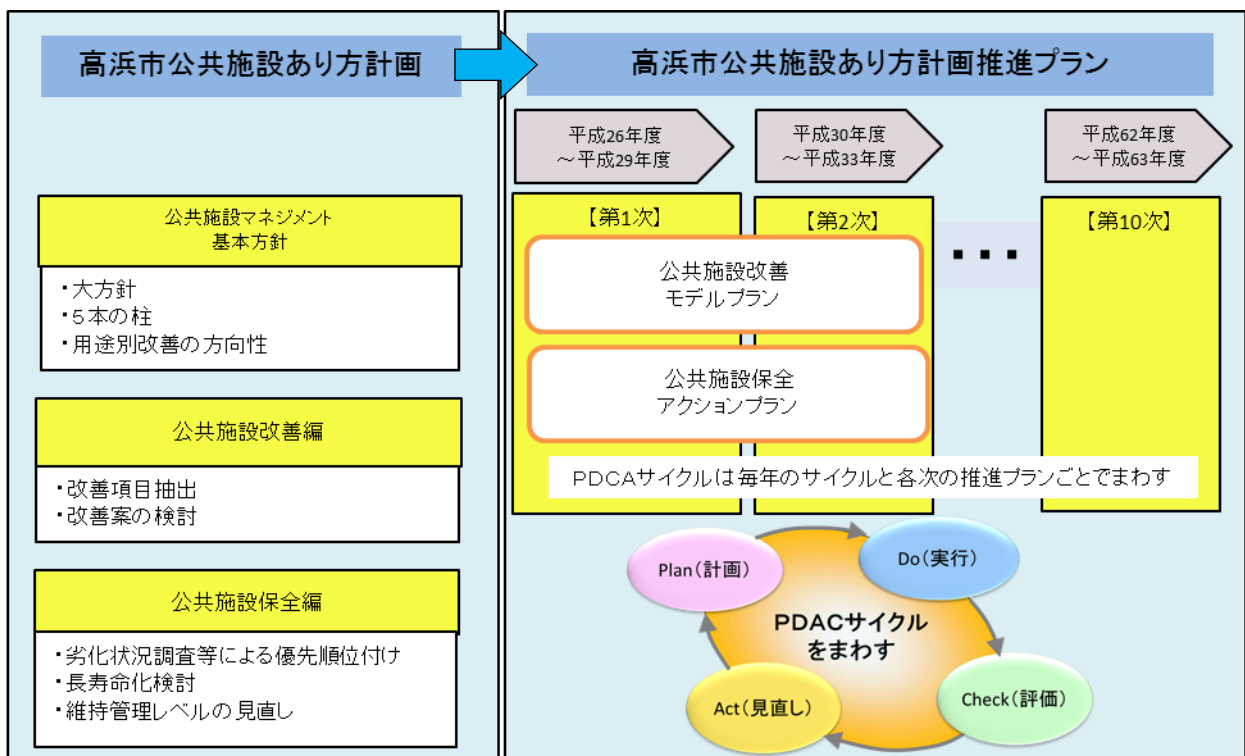 高浜市公共施設あり方計画
公共施設マネジメント
基本方針
・大方針
・5本の柱
・用途別改善の方向性
公共施設改善編
・改善項目抽出
・改善案の検討
公共施設保全編
・劣化状況調査等による優先順位付け
・長寿命化検討
・維持管理レベルの見直し
高浜市公共施設あり方計画推進プラン
平成26年度
～平成29年度
平成30年度
～平成33年度
平成62年度
～平成63年度
【第1次】
【第2次】
・・・
【第10次】
公共施設改善
モデルプラン
公共施設保全
アクションプラン
PDCAサイクルは毎年のサイクルと各次の推進プランごとでまわす
Plan（計画）
Do（実行）
PDACサイクル
をまわす
Act（見直し）
Check（評価）